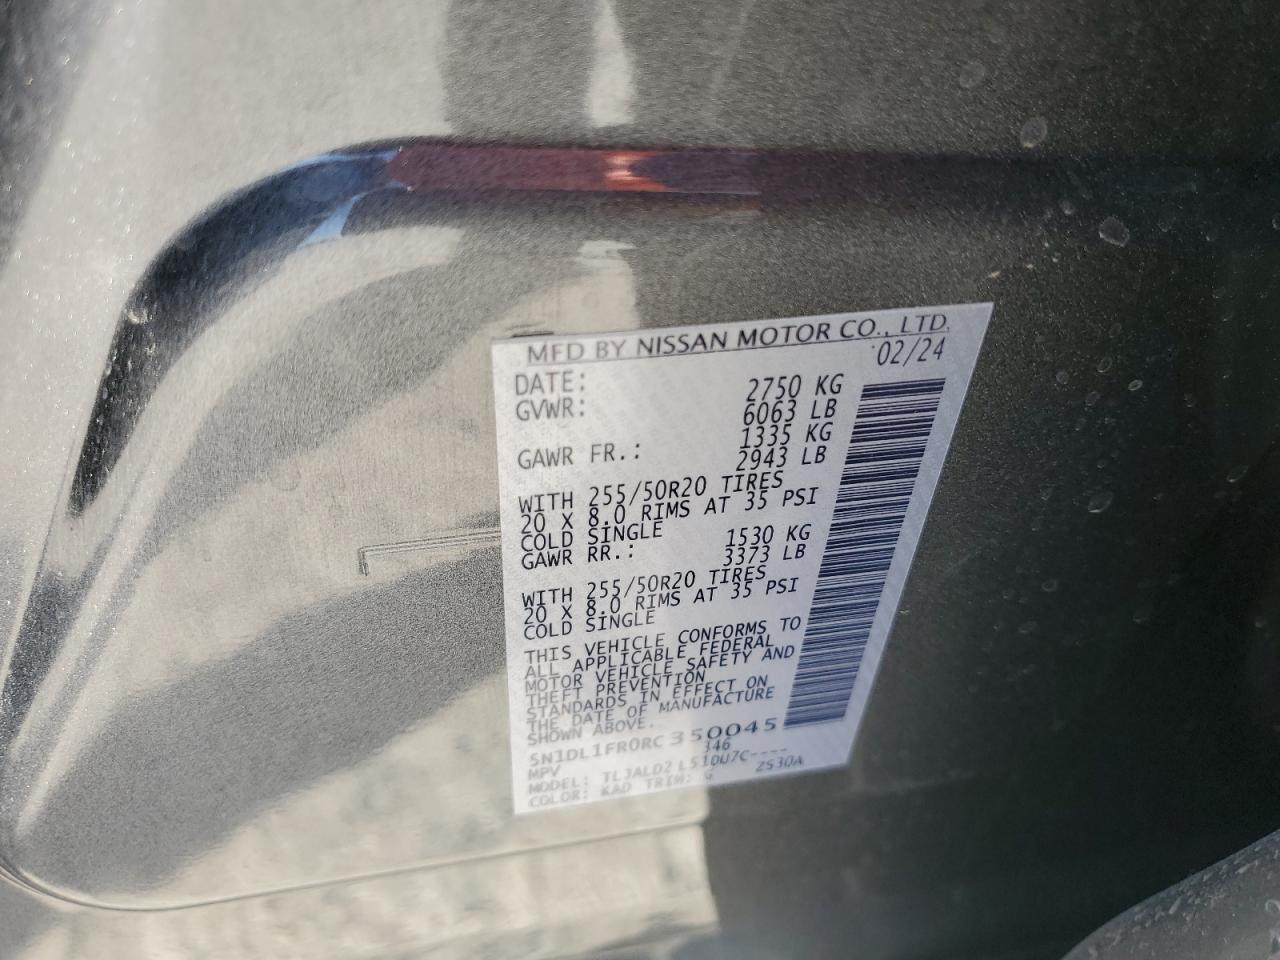 MFD BY NISSAN MOTOR CO., LTD.
DATE: 02/24
GVWR: 2750 KG
6063 LB
GAWR FR.: 1335 KG
2943 LB
WITH 255/50R20 TIRES
20 X 8.0 RIMS AT 35 PSI
COLD SINGLE
GAWR RR.: 1530 KG
3373 LB
WITH 255/50R20 TIRES
20 X 8.0 RIMS AT 35 PSI
COLD SINGLE
THIS VEHICLE CONFORMS TO
ALL APPLICABLE FEDERAL
MOTOR VEHICLE SAFETY AND
THEFT PREVENTION
STANDARDS IN EFFECT ON
THE DATE OF MANUFACTURE
SHOWN ABOVE.
5N1DL1FR0RC350045
MPV 346
MODEL:
COLOR: KAD TRIM: 2S30A